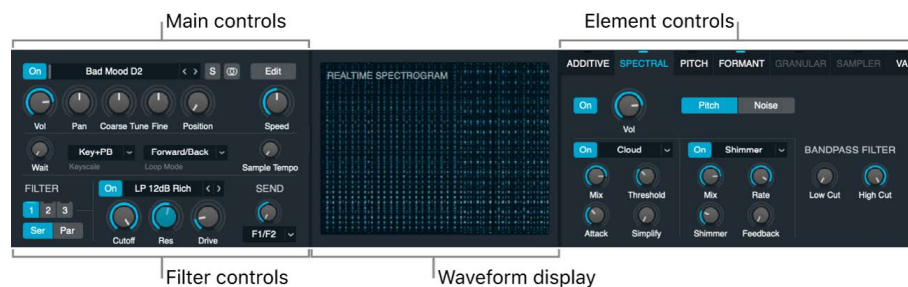 Main controls
Element controls
On Bad Mood D2 < > S Edit
Vol Pan Coarse Tune Fine Position Speed
Wait Key+PB Forward/Back Sample Tempo
Keyscale Loop Mode
FILTER On LP 12dB Rich < > SEND
1 2 3
Ser Par
Cutoff Res Drive F1/F2
REALTIME SPECTROGRAM
ADDITIVE SPECTRAL PITCH FORMANT GRANULAR SAMPLER VA
On Vol Pitch Noise
On Cloud On Shimmer BANDPASS FILTER
Mix Threshold Mix Rate Low Cut High Cut
Attack Simplify Shimmer Feedback
Filter controls
Waveform display